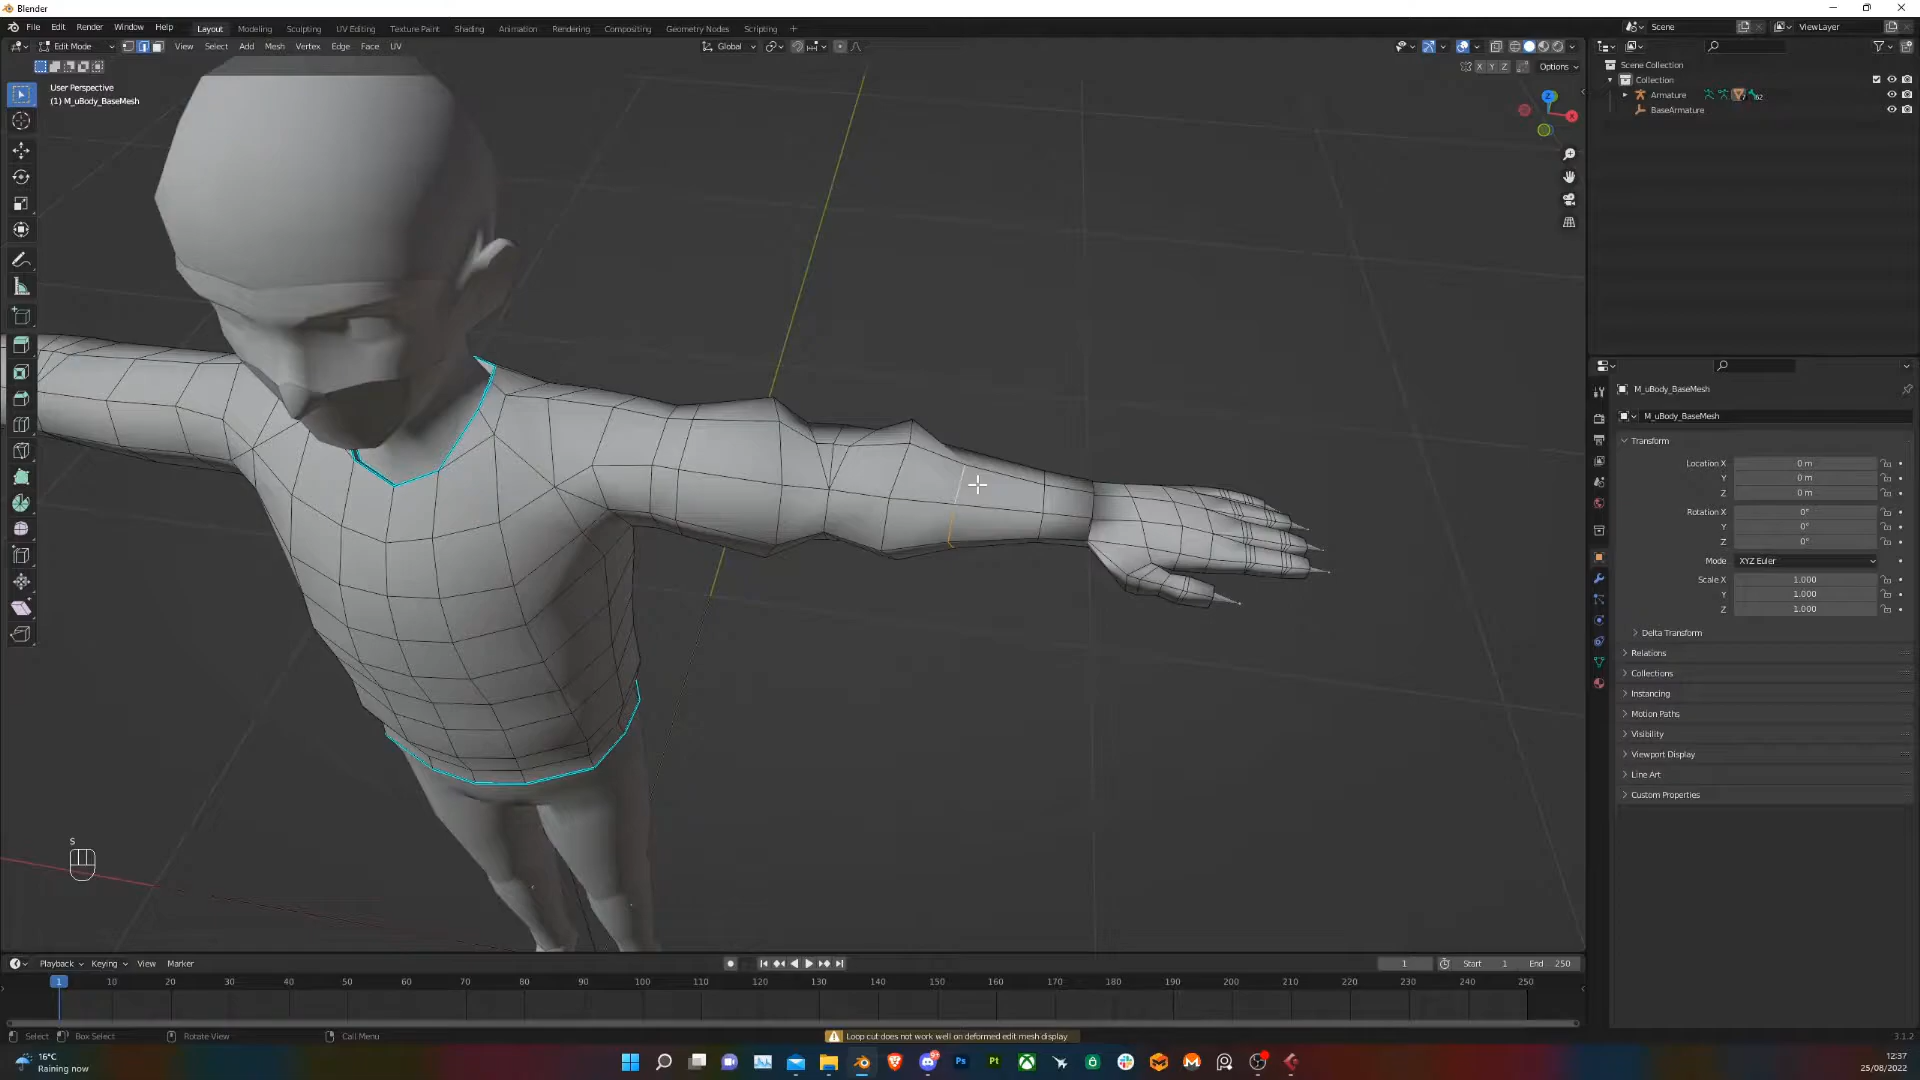 Blender
File Edit Render Window Help Layout Modeling Sculpting UV Editing Texture Paint Shading Animation Rendering Compositing Geometry Nodes Scripting + Scene ViewLayer
Edit Mode View Select Add Mesh Vertex Edge Face UV Global
X Y Z Options
User Perspective
(1) M_uBody_BaseMesh
Z
X
Scene Collection
Collection
Armature 62
BaseArmature
M_uBody_BaseMesh
M_uBody_BaseMesh
Transform
Location X 0 m
Y 0 m
Z 0 m
Rotation X 0°
Y 0°
Z 0°
Mode XYZ Euler
Scale X 1.000
Y 1.000
Z 1.000
Delta Transform
Relations
Collections
Instancing
Motion Paths
Visibility
Viewport Display
Line Art
Custom Properties
S
Playback Keying View Marker 1 Start 1 End 250
1 10 20 30 40 50 60 70 80 90 100 110 120 130 140 150 160 170 180 190 200 210 220 230 240 250
Select Box Select Rotate View Call Menu Loop cut does not work well on deformed edit mesh display 3.1.2
16°C
Raining now
Ps Pt
12:37
25/08/2022